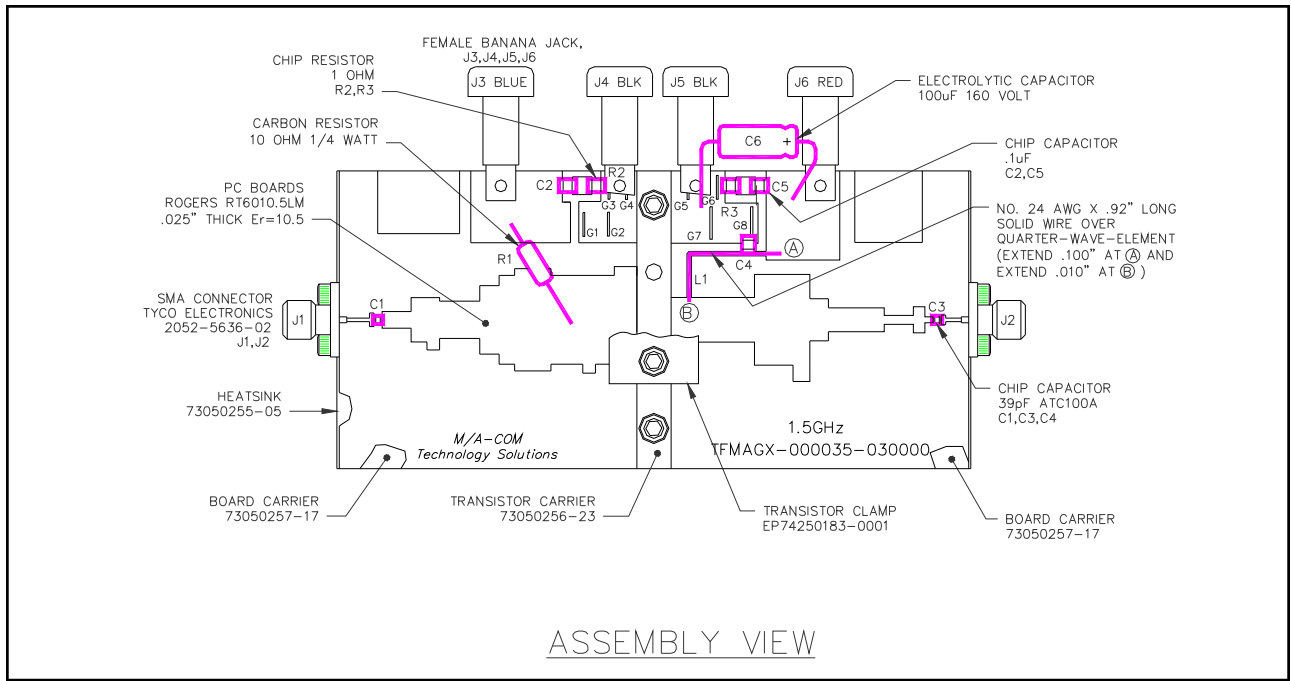 FEMALE BANANA JACK,
J3,J4,J5,J6
CHIP RESISTOR
1 OHM
R2,R3
J3 BLUE
J4 BLK
J5 BLK
J6 RED
ELECTROLYTIC CAPACITOR
100uF 160 VOLT
CARBON RESISTOR
10 OHM 1/4 WATT
C6 +
CHIP CAPACITOR
.1uF
C2,C5
PC BOARDS
ROGERS RT6010.5LM
.025" THICK Er=10.5
C2
R2
G3
G4
G1
G2
G5
G6
C5
R3
G7
G8
NO. 24 AWG X .92" LONG
SOLID WIRE OVER
QUARTER-WAVE-ELEMENT
(EXTEND .100" AT Ⓐ AND
EXTEND .010" AT Ⓑ )
R1
A
C4
L1
B
SMA CONNECTOR
TYCO ELECTRONICS
2052-5636-02
J1,J2
J1
C1
C3
J2
HEATSINK
73050255-05
CHIP CAPACITOR
39pF ATC100A
C1,C3,C4
M/A-COM
Technology Solutions
1.5GHz
TFMAGX-000035-030000
BOARD CARRIER
73050257-17
TRANSISTOR CARRIER
73050256-23
TRANSISTOR CLAMP
EP74250183-0001
BOARD CARRIER
73050257-17
ASSEMBLY VIEW